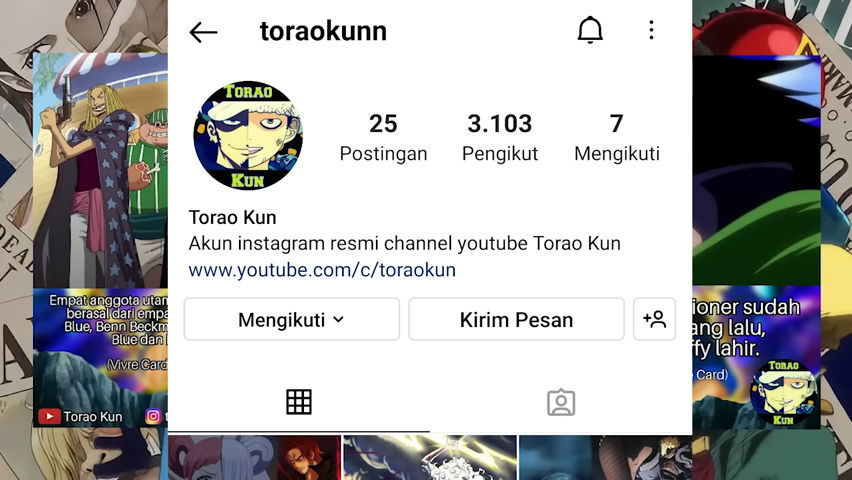 toraokunn
TORAO
KUN
25
Postingan
3.103
Pengikut
7
Mengikuti
Torao Kun
Akun instagram resmi channel youtube Torao Kun
www.youtube.com/c/toraokun
Mengikuti
Kirim Pesan
Empat anggota utam
berasal dari empa
Blue, Benn Beckm
Blue dan
(Vivre Card
Torao Kun
ioner sudah
ang lalu,
ffy lahir.
Card)
TORAO
KUN